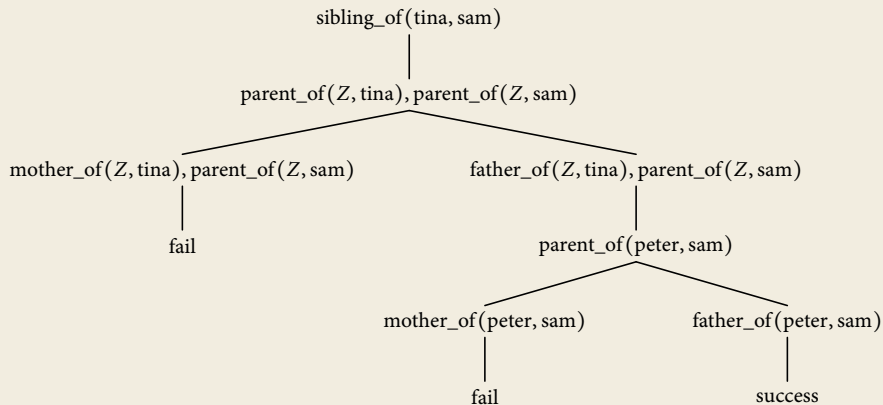 sibling_of(tina, sam)
parent_of(Z, tina), parent_of(Z, sam)
mother_of(Z, tina), parent_of(Z, sam)
father_of(Z, tina), parent_of(Z, sam)
fail
parent_of(peter, sam)
mother_of(peter, sam)
father_of(peter, sam)
fail
success